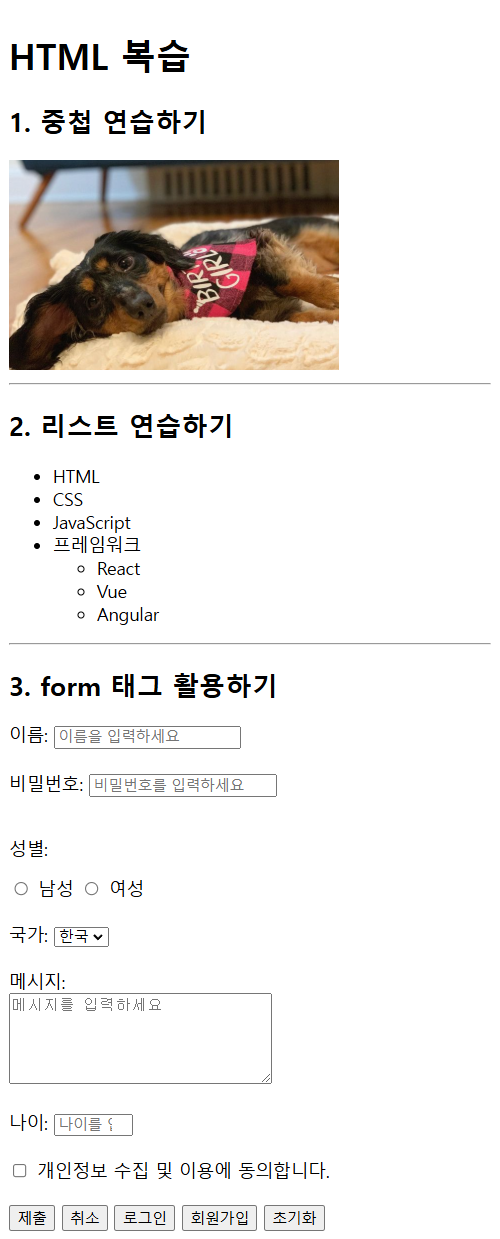 HTML 복습
1. 중첩 연습하기
BIRTHDAY GIRL
2. 리스트 연습하기
HTML
CSS
JavaScript
프레임워크
React
Vue
Angular
3. form 태그 활용하기
이름: 이름을 입력하세요
비밀번호: 비밀번호를 입력하세요
성별:
남성 여성
국가: 한국
메시지:
메시지를 입력하세요
나이: 나이를
개인정보 수집 및 이용에 동의합니다.
제출 취소 로그인 회원가입 초기화